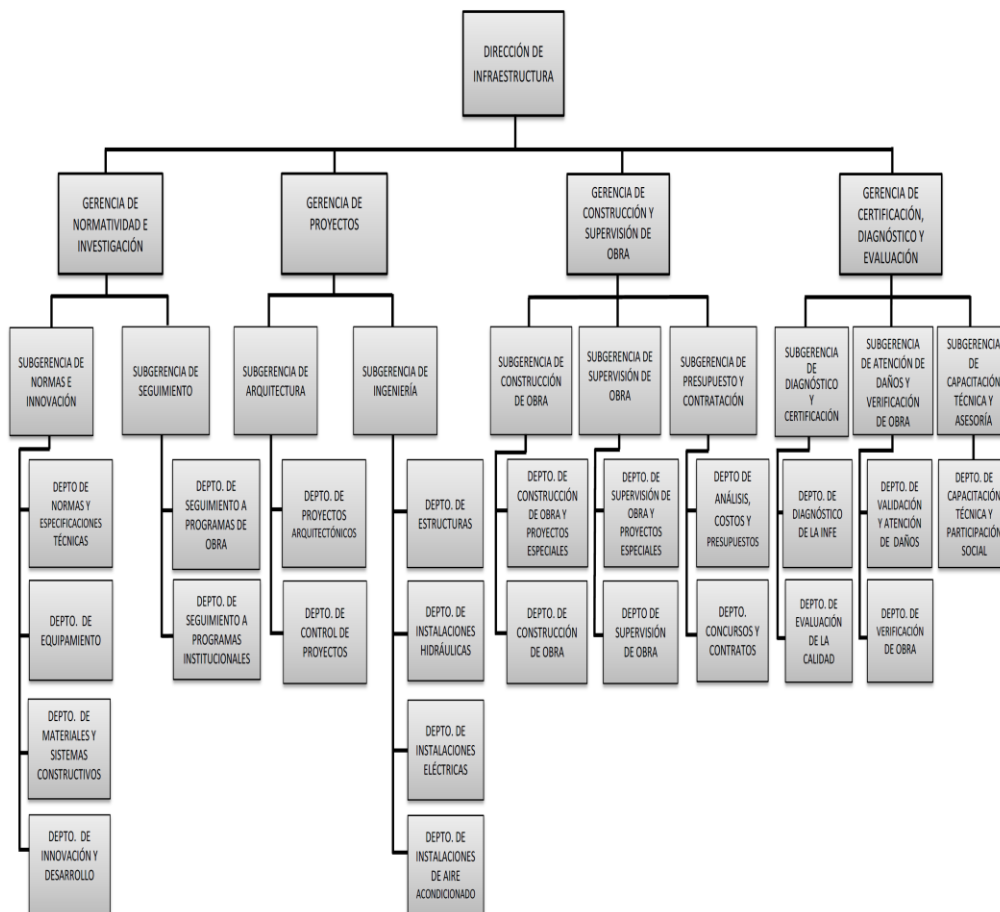 DIRECCIÓN DE
INFRAESTRUCTURA
GERENCIA DE
NORMATIVIDAD E
INVESTIGACIÓN
GERENCIA DE
PROYECTOS
GERENCIA DE
CONSTRUCCIÓN Y
SUPERVISIÓN DE
OBRA
GERENCIA DE
CERTIFICACIÓN,
DIAGNÓSTICO Y
EVALUACIÓN
SUBGERENCIA DE
NORMAS E
INNOVACIÓN
SUBGERENCIA DE
SEGUIMIENTO
SUBGERENCIA DE
ARQUITECTURA
SUBGERENCIA DE
INGENIERÍA
SUBGERENCIA DE
CONSTRUCCIÓN
DE OBRA
SUBGERENCIA DE
SUPERVISIÓN DE
OBRA
SUBGERENCIA DE
PRESUPUESTO Y
CONTRATACIÓN
SUBGERENCIA
DE
DIAGNÓSTICO
Y
CERTIFICACIÓN
SUBGERENCIA
DE ATENCIÓN DE
DAÑOS Y
VERIFICACIÓN
DE OBRA
SUBGERENCIA
DE
CAPACITACIÓN
TÉCNICA Y
ASESORÍA
DEPTO DE
NORMAS Y
ESPECIFICACIONES
TÉCNICAS
DEPTO. DE
SEGUIMIENTO A
PROGRAMAS DE
OBRA
DEPTO. DE
PROYECTOS
ARQUITECTÓNICOS
DEPTO. DE
ESTRUCTURAS
DEPTO. DE
CONSTRUCCIÓN
DE OBRA Y
PROYECTOS
ESPECIALES
DEPTO. DE
SUPERVISIÓN DE
OBRA Y
PROYECTOS
ESPECIALES
DEPTO DE
ANÁLISIS,
COSTOS Y
PRESUPUESTOS
DEPTO. DE
DIAGNÓSTICO
DE LA INFE
DEPTO. DE
VALIDACIÓN
Y ATENCIÓN
DE DAÑOS
DEPTO. DE
CAPACITACIÓN
TÉCNICA Y
PARTICIPACIÓN
SOCIAL
DEPTO. DE
EQUIPAMIENTO
DEPTO. DE
SEGUIMIENTO A
PROGRAMAS
INSTITUCIONALES
DEPTO. DE
CONTROL DE
PROYECTOS
DEPTO. DE
INSTALACIONES
HIDRÁULICAS
DEPTO. DE
CONSTRUCCIÓN
DE OBRA
DEPTO. DE
SUPERVISIÓN DE
OBRA
DEPTO.
CONCURSOS Y
CONTRATOS
DEPTO. DE
EVALUACIÓN
DE LA
CALIDAD
DEPTO. DE
VERIFICACIÓN
DE OBRA
DEPTO. DE
MATERIALES Y
SISTEMAS
CONSTRUCTIVOS
DEPTO. DE
INSTALACIONES
ELÉCTRICAS
DEPTO. DE
INNOVACIÓN Y
DESARROLLO
DEPTO. DE
INSTALACIONES
DE AIRE
ACONDICIONADO